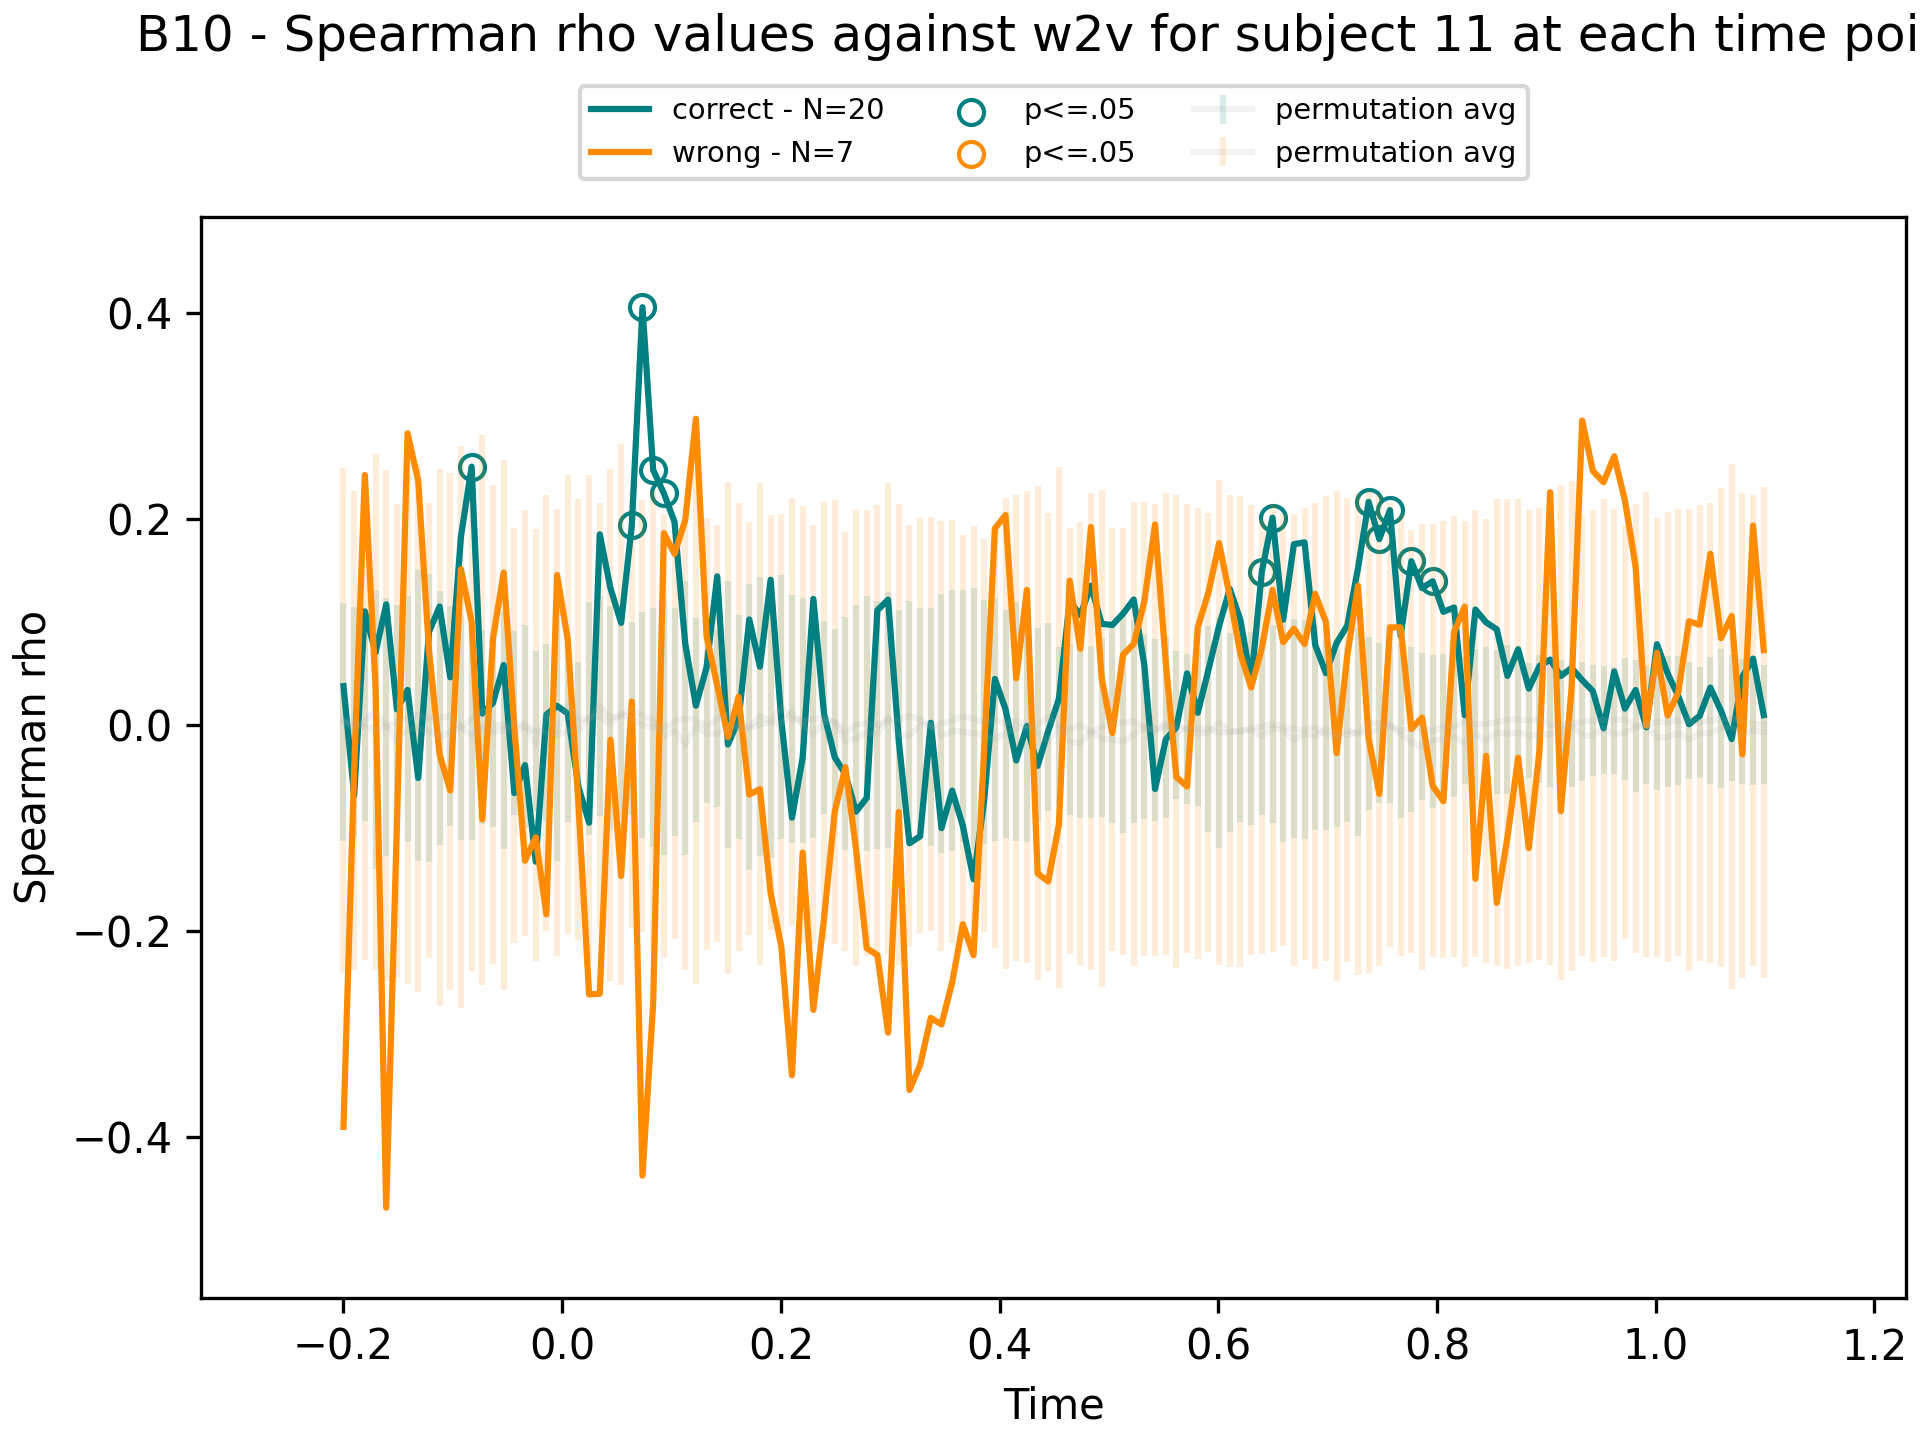 B10 - Spearman rho values against w2v for subject 11 at each time poi
correct - N=20
wrong - N=7
p<=.05
p<=.05
permutation avg
permutation avg
Spearman rho
0.4
0.2
0.0
−0.2
−0.4
−0.2 0.0 0.2 0.4 0.6 0.8 1.0 1.2
Time